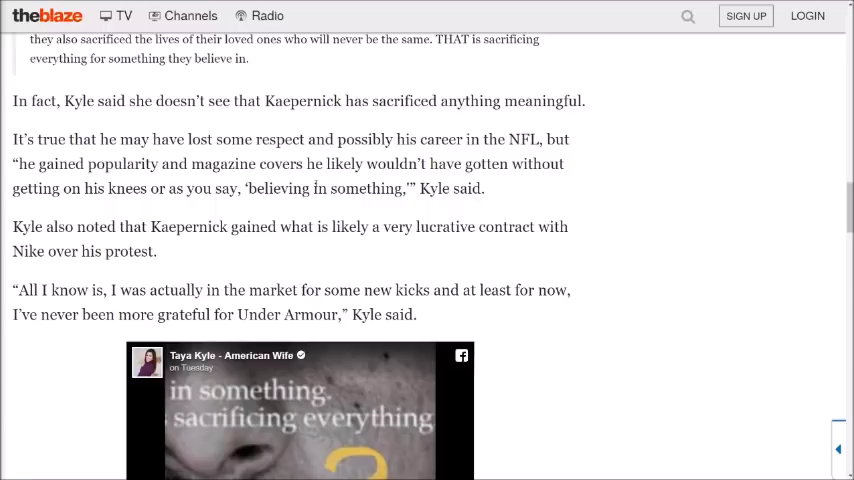 theblaze TV Channels Radio SIGN UP LOGIN
they also sacrificed the lives of their loved ones who will never be the same. THAT is sacrificing
everything for something they believe in.
In fact, Kyle said she doesn’t see that Kaepernick has sacrificed anything meaningful.
It’s true that he may have lost some respect and possibly his career in the NFL, but
“he gained popularity and magazine covers he likely wouldn’t have gotten without
getting on his knees or as you say, ‘believing in something,’” Kyle said.
Kyle also noted that Kaepernick gained what is likely a very lucrative contract with
Nike over his protest.
“All I know is, I was actually in the market for some new kicks and at least for now,
I’ve never been more grateful for Under Armour,” Kyle said.
Taya Kyle - American Wife
on Tuesday
in something.
sacrificing everything
?